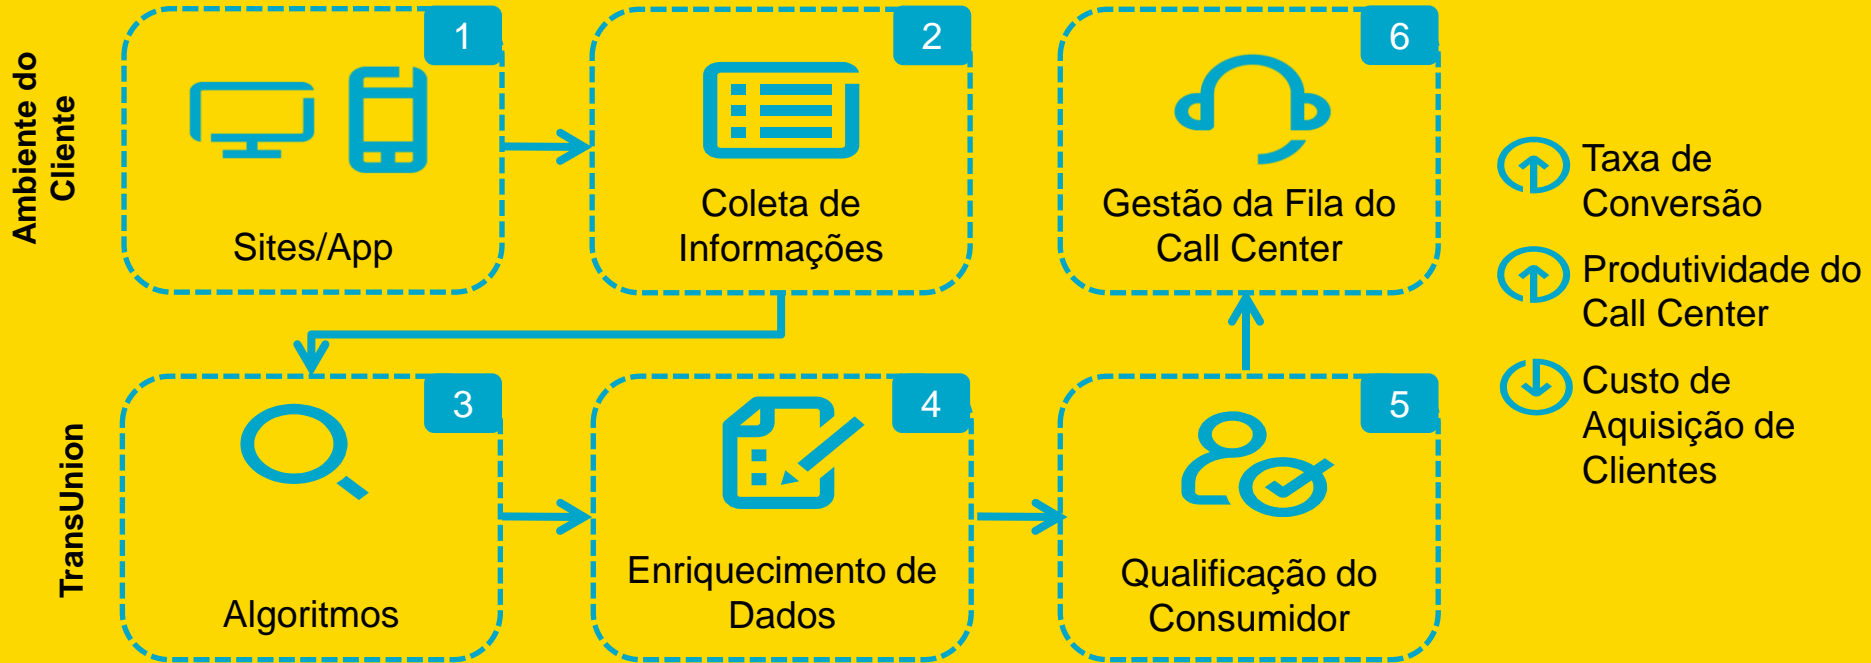 Ambiente do
Cliente
1
Sites/App
2
Coleta de
Informações
6
Gestão da Fila do
Call Center
TransUnion
3
Algoritmos
4
Enriquecimento de
Dados
5
Qualificação do
Consumidor
Taxa de
Conversão
Produtividade do
Call Center
Custo de
Aquisição de
Clientes